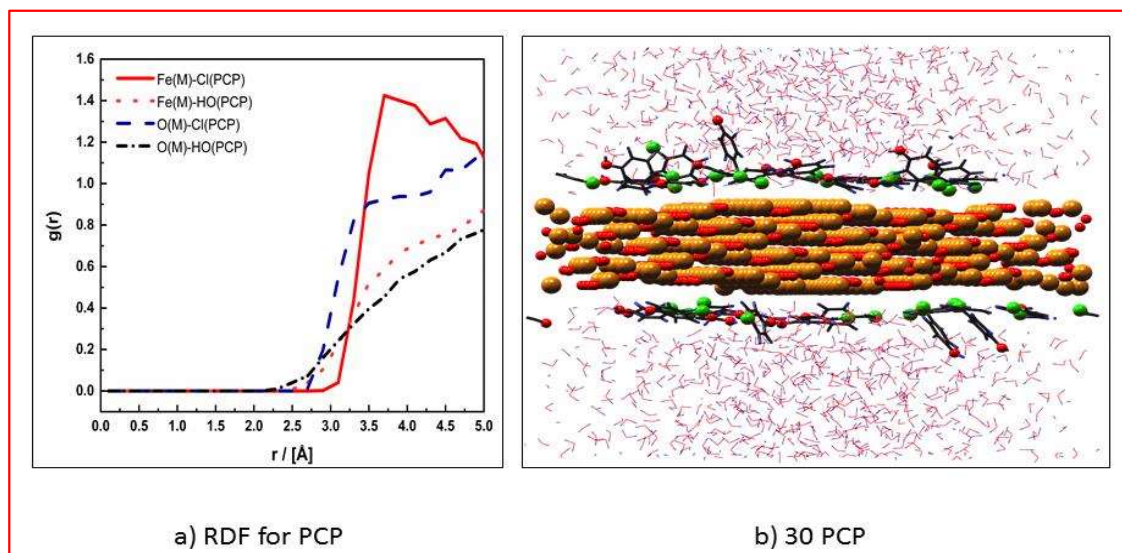 1.6
1.4
1.2
1.0
0.8
0.6
0.4
0.2
0.0
g(r)
Fe(M)-Cl(PCP)
Fe(M)-HO(PCP)
O(M)-Cl(PCP)
O(M)-HO(PCP)
0.0 0.5 1.0 1.5 2.0 2.5 3.0 3.5 4.0 4.5 5.0
r / [Å]
a) RDF for PCP
b) 30 PCP